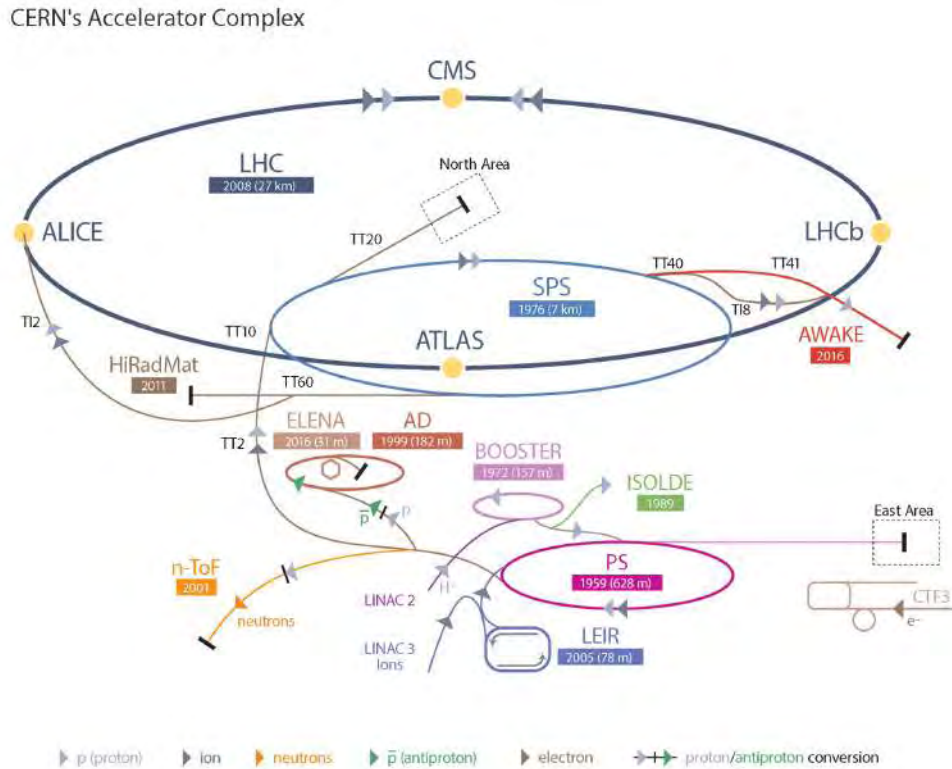 CERN's Accelerator Complex
CMS
LHC
2008 (27 km)
North Area
ALICE
LHCb
TT20
TT40
TT41
SPS
1976 (7 km)
TI8
TI2
TT10
ATLAS
AWAKE
2016
HiRadMat
2011
TT60
ELENA
2016 (31 m)
AD
1999 (182 m)
TT2
BOOSTER
1972 (157 m)
ISOLDE
1989
p̅
p
East Area
n-ToF
2001
PS
1959 (628 m)
H⁻
LINAC 2
CTF3
e⁻
neutrons
LINAC 3
Ions
LEIR
2005 (78 m)
p (proton)
ion
neutrons
p̅ (antiproton)
electron
proton/antiproton conversion